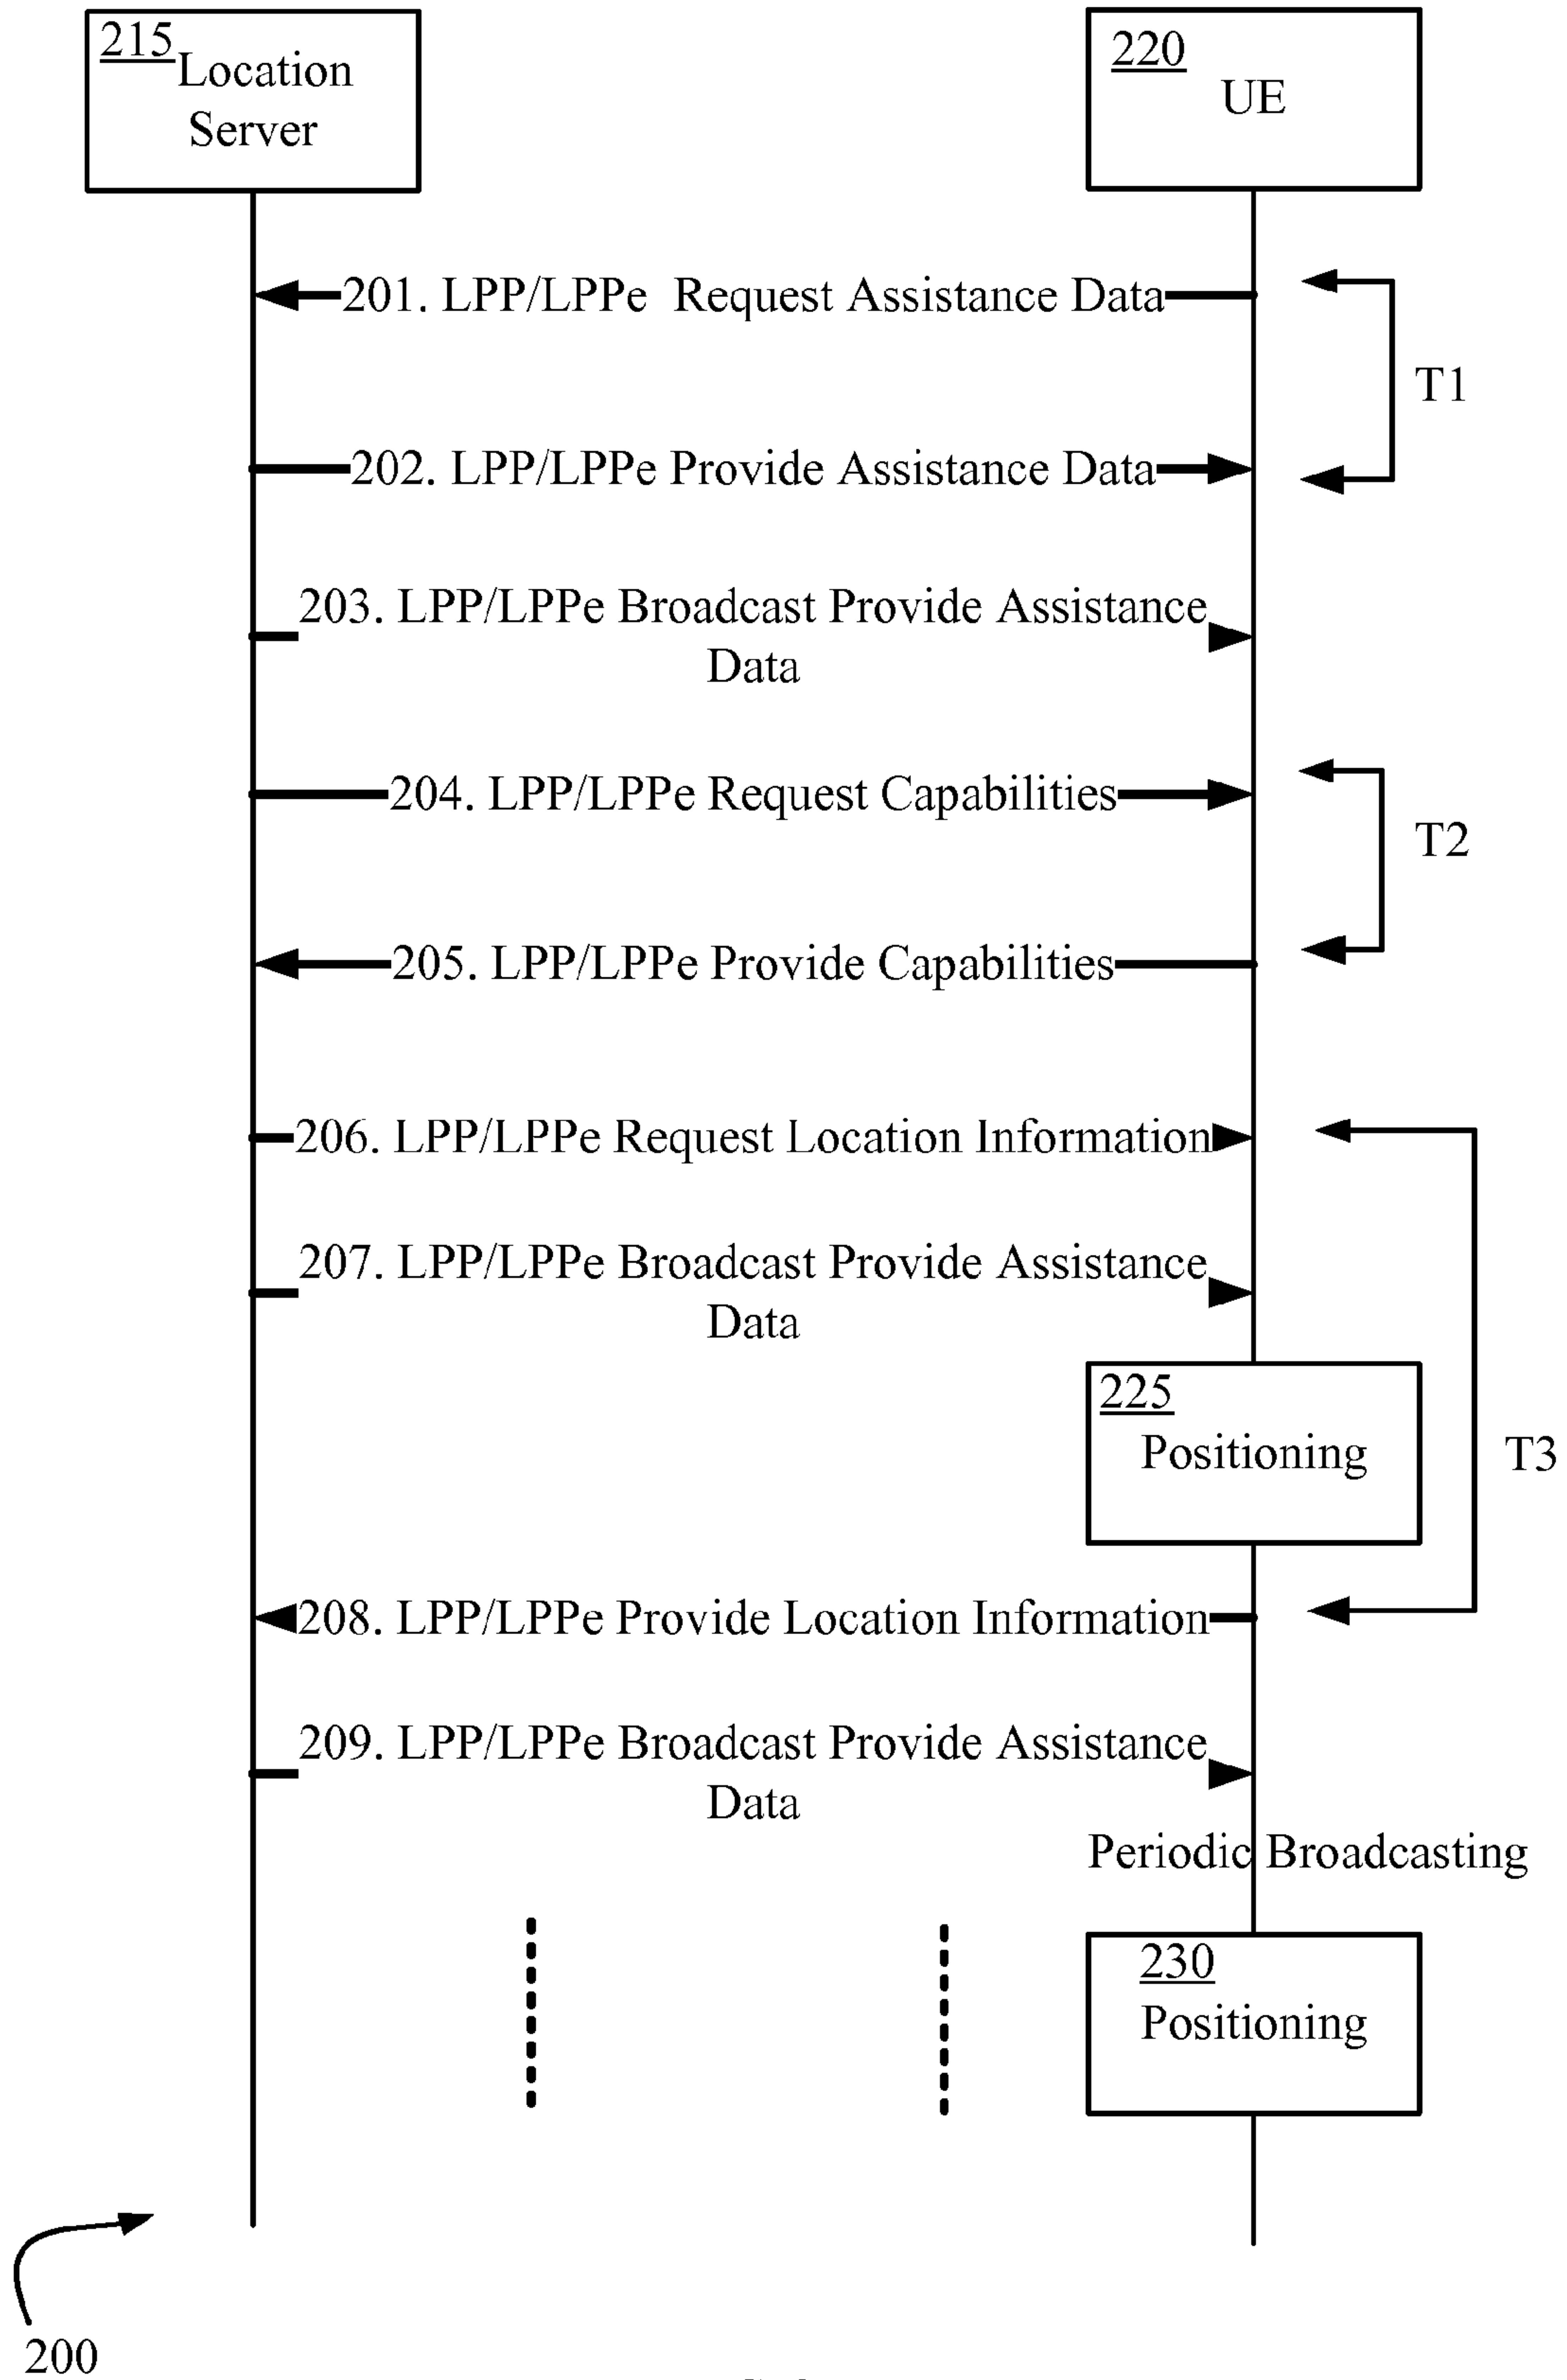 215
Location
Server
220
UE
201. LPP/LPPe Request Assistance Data
T1
202. LPP/LPPe Provide Assistance Data
203. LPP/LPPe Broadcast Provide Assistance
Data
204. LPP/LPPe Request Capabilities
T2
205. LPP/LPPe Provide Capabilities
206. LPP/LPPe Request Location Information
207. LPP/LPPe Broadcast Provide Assistance
Data
225
Positioning
T3
208. LPP/LPPe Provide Location Information
209. LPP/LPPe Broadcast Provide Assistance
Data
Periodic Broadcasting
230
Positioning
200